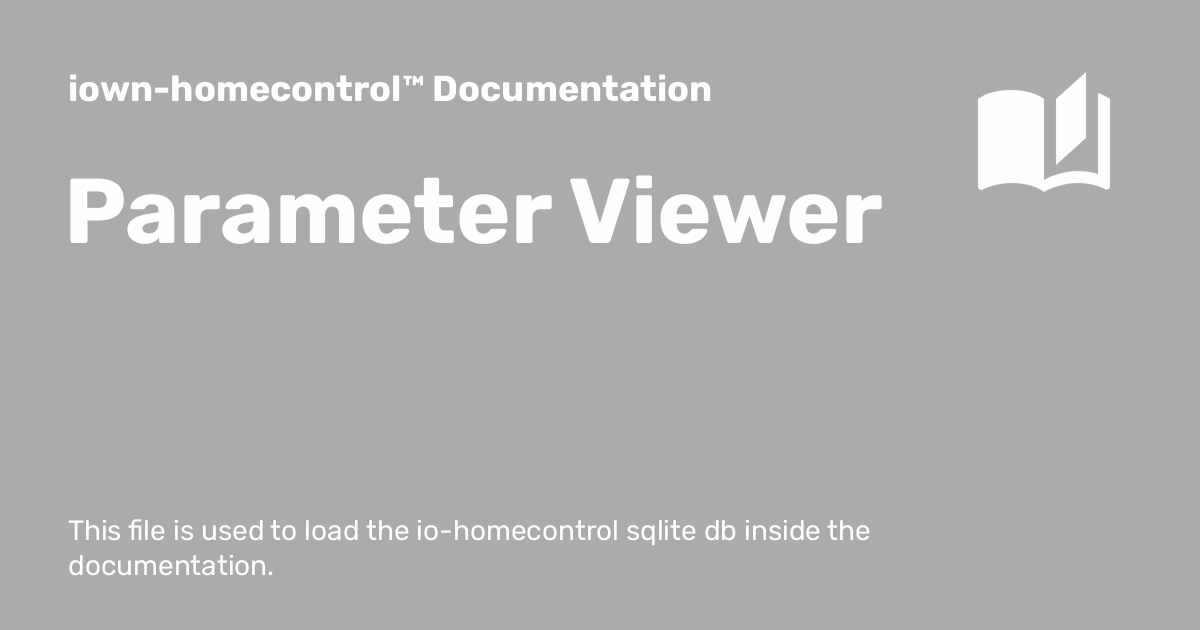 iown-homecontrol™ Documentation
Parameter Viewer
This file is used to load the io-homecontrol sqlite db inside the
documentation.